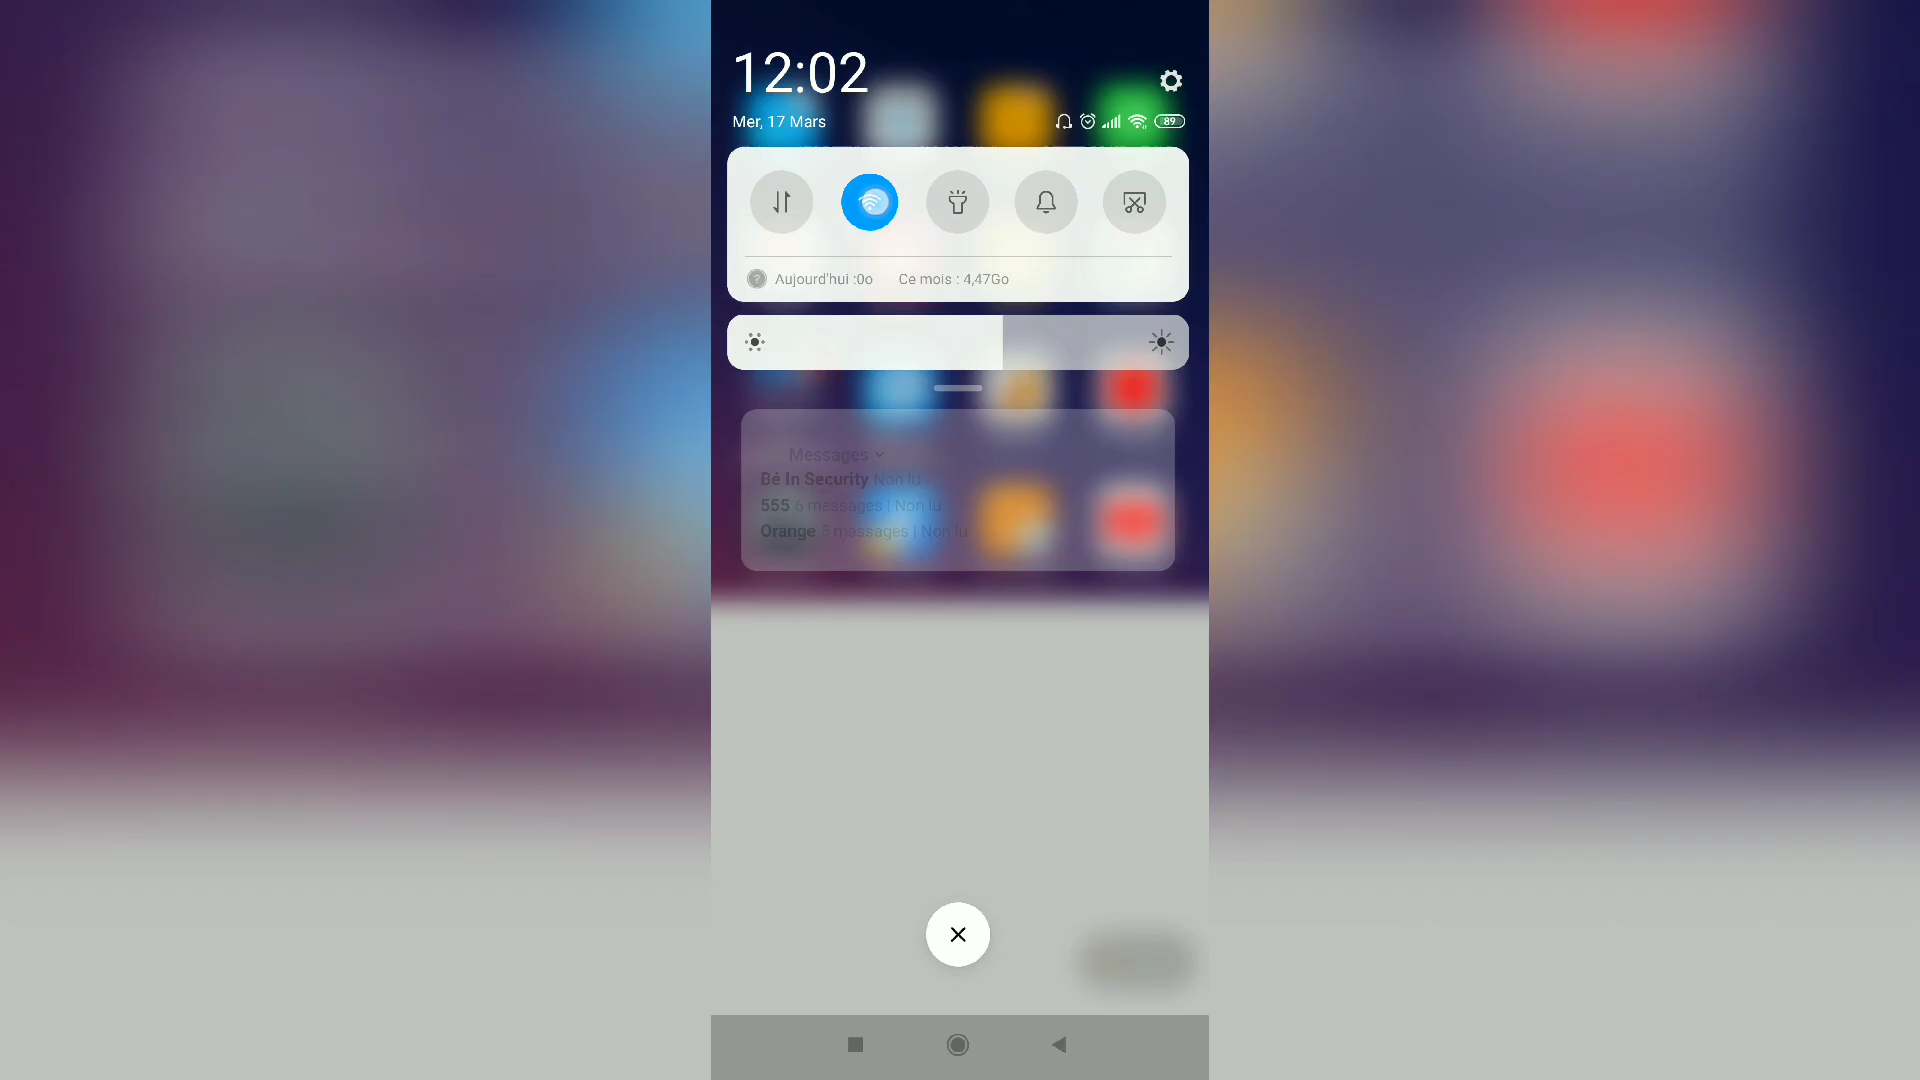 12:02
Mer, 17 Mars
89
Aujourd'hui :0o Ce mois : 4,47Go
Messages
Bé In Security Non lu
555 6 messages | Non lu
Orange 5 messages | Non lu